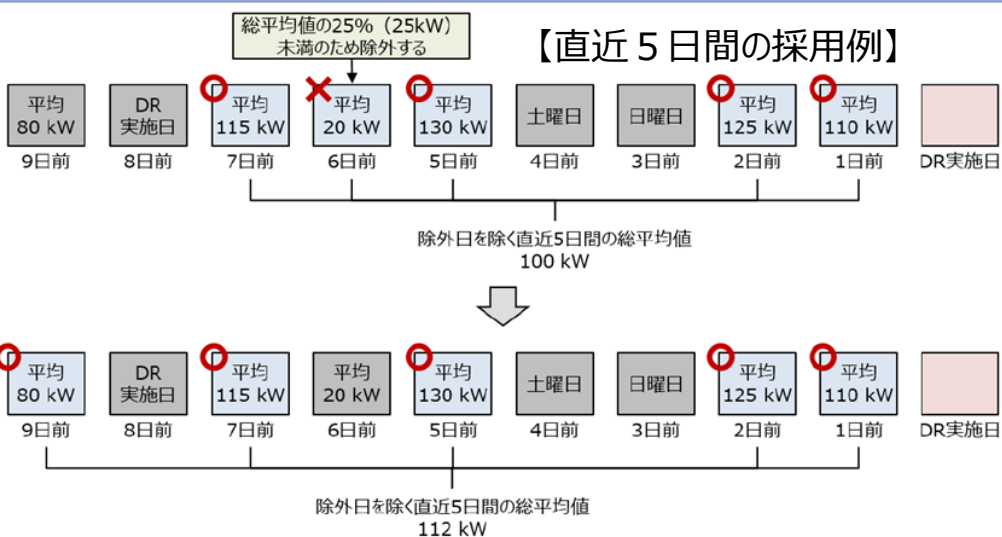 総平均値の25%（25kW）
未満のため除外する
【直近５日間の採用例】
平均
80 kW
DR
実施日
平均
115 kW
平均
20 kW
平均
130 kW
土曜日
日曜日
平均
125 kW
平均
110 kW
9日前
8日前
7日前
6日前
5日前
4日前
3日前
2日前
1日前
DR実施日
除外日を除く直近5日間の総平均値
100 kW
平均
80 kW
DR
実施日
平均
115 kW
平均
20 kW
平均
130 kW
土曜日
日曜日
平均
125 kW
平均
110 kW
9日前
8日前
7日前
6日前
5日前
4日前
3日前
2日前
1日前
DR実施日
除外日を除く直近5日間の総平均値
112 kW